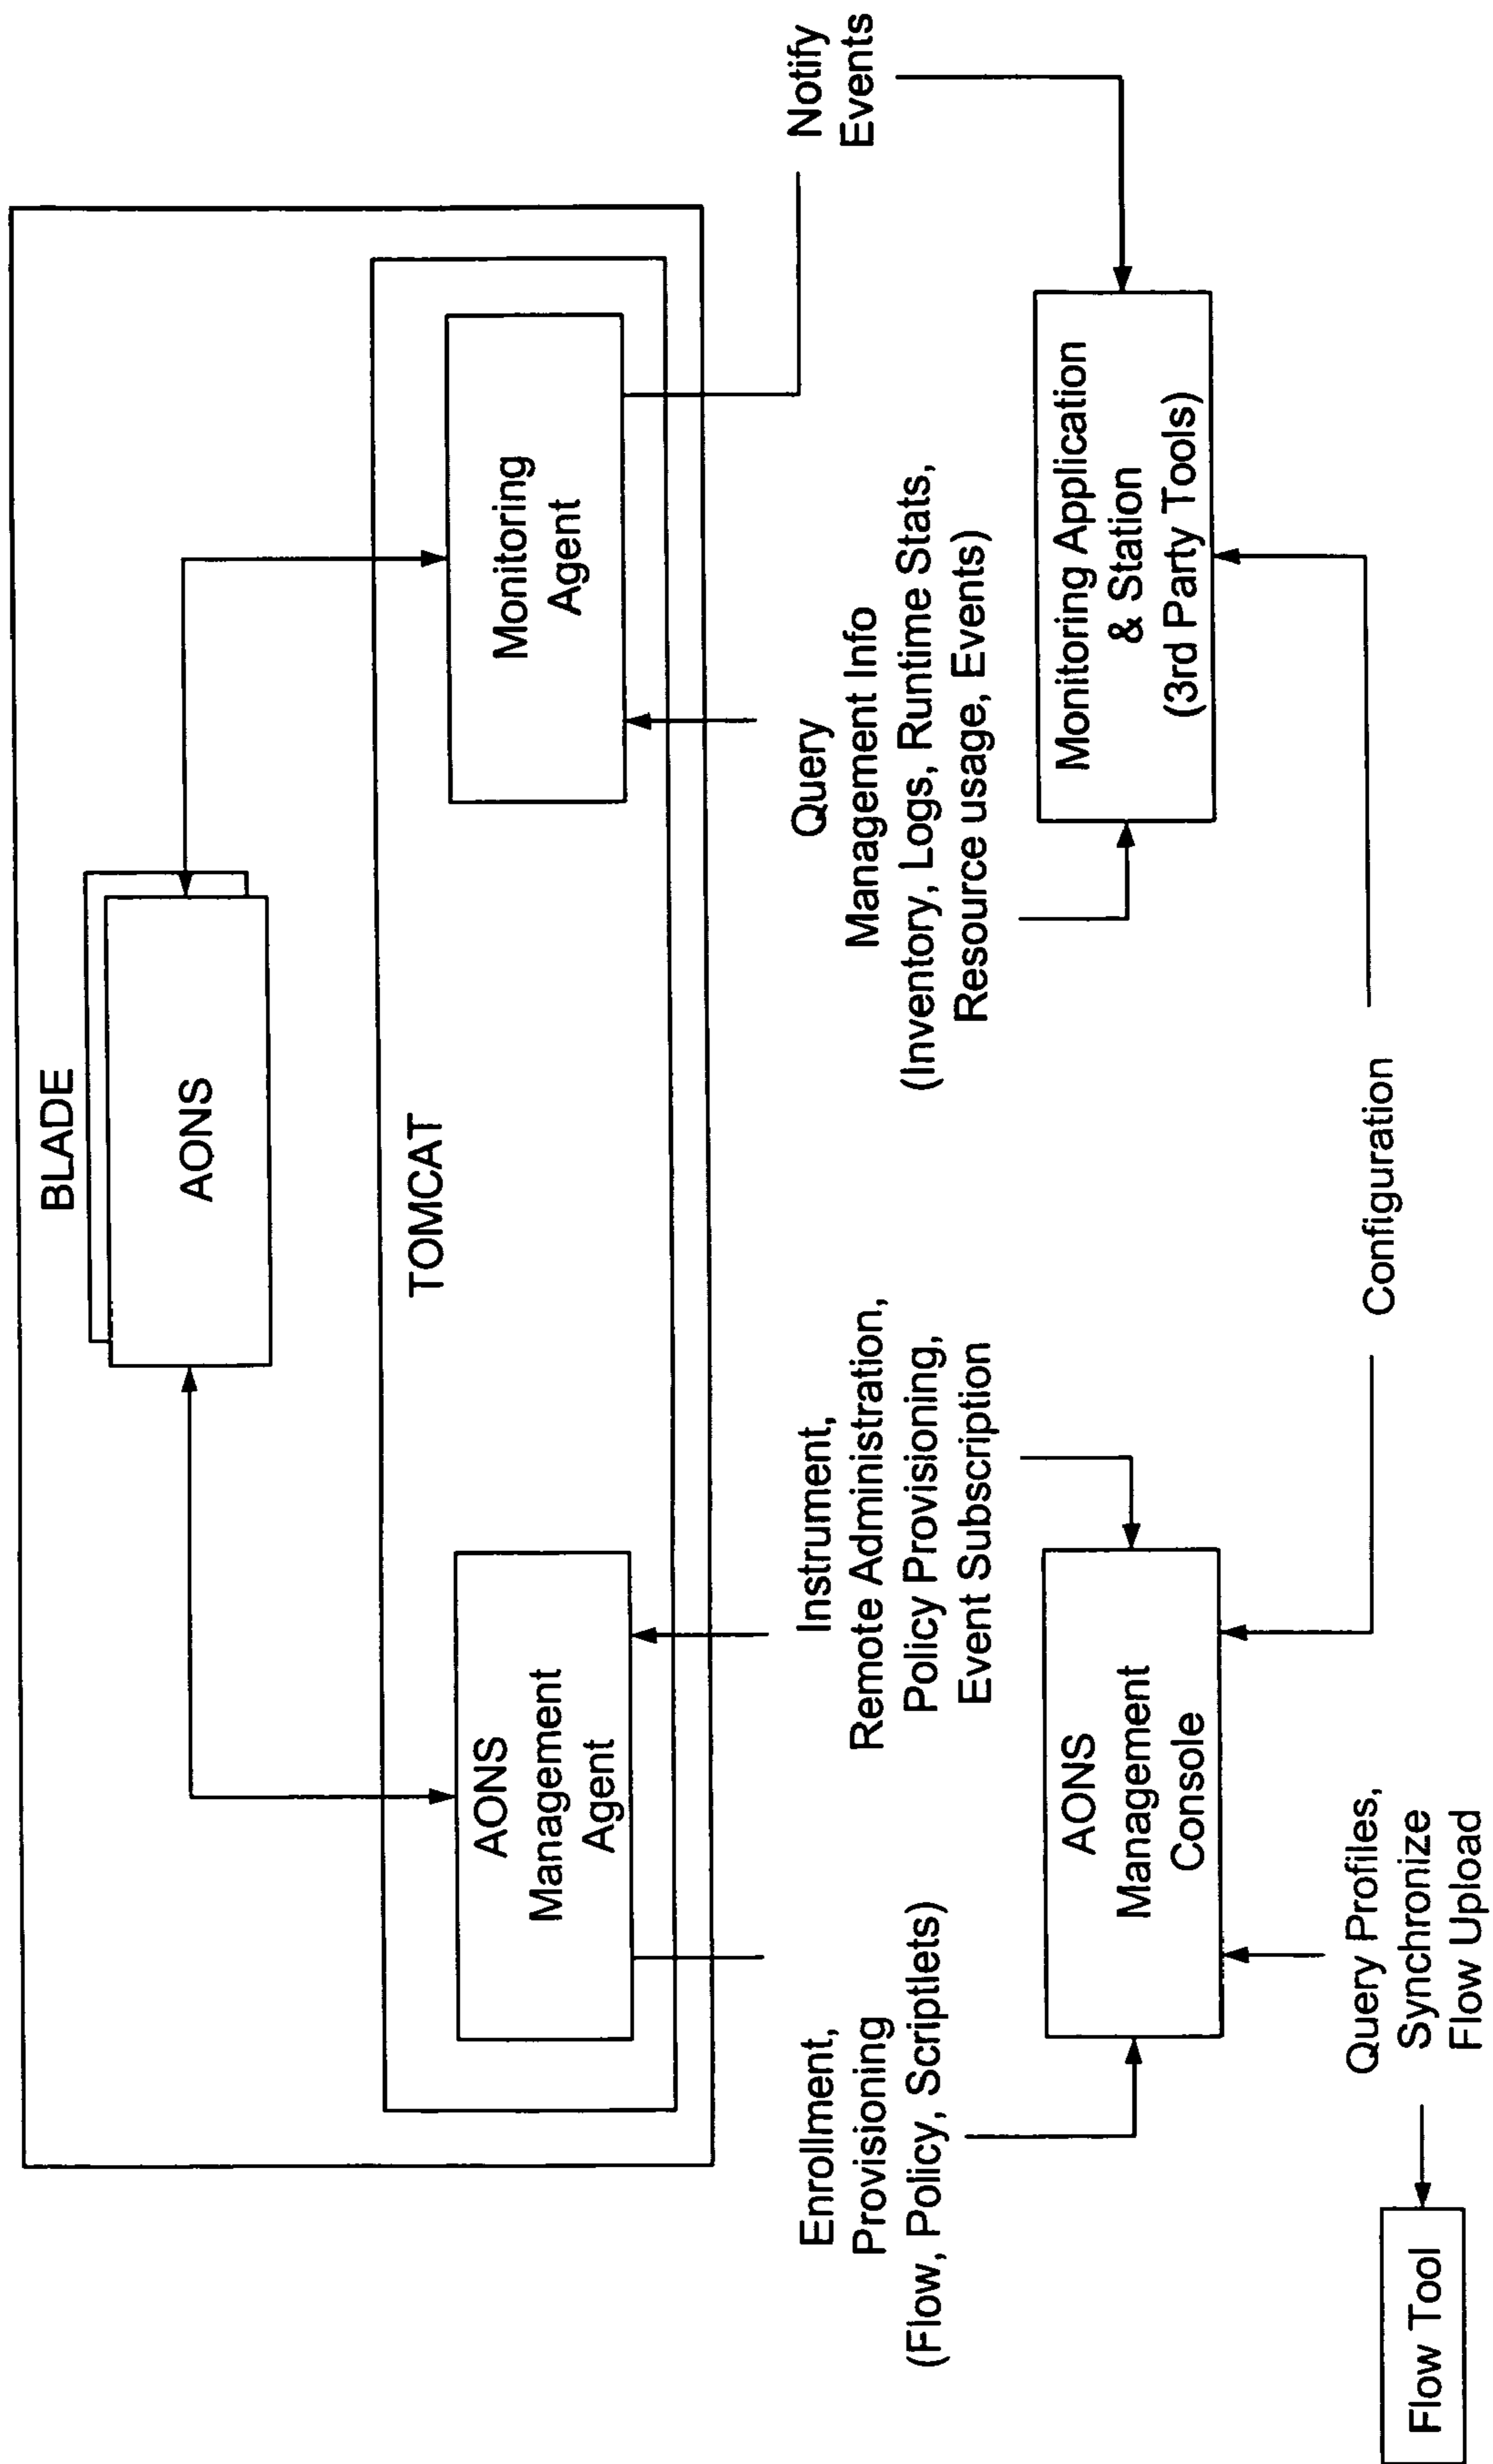 BLADE
AONS
TOMCAT
AONS
Management
Agent
Monitoring
Agent
Enrollment,
Provisioning
(Flow, Policy, Scriptlets)
Instrument,
Remote Administration,
Policy Provisioning,
Event Subscription
Query
Management Info
(Inventory, Logs, Runtime Stats,
Resource usage, Events)
Notify
Events
AONS
Management
Console
Monitoring Application
& Station
(3rd Party Tools)
Flow Tool
Query Profiles,
Synchronize
Flow Upload
Configuration